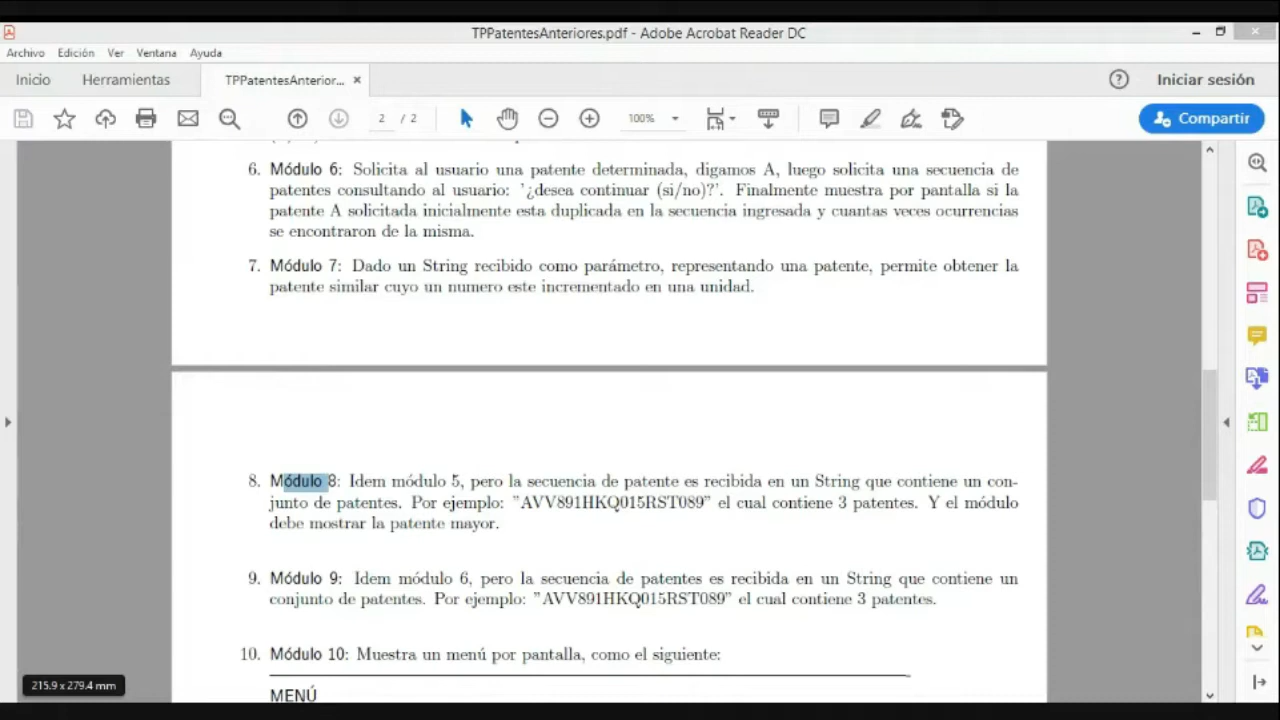 TPPatentesAnteriores.pdf - Adobe Acrobat Reader DC
Archivo Edición Ver Ventana Ayuda
Inicio Herramientas TPPatentesAnterior... × Iniciar sesión
2 / 2 100% Compartir
6. Módulo 6: Solicita al usuario una patente determinada, digamos A, luego solicita una secuencia de
patentes consultando al usuario: '¿desea continuar (si/no)?'. Finalmente muestra por pantalla si la
patente A solicitada inicialmente esta duplicada en la secuencia ingresada y cuantas veces ocurrencias
se encontraron de la misma.
7. Módulo 7: Dado un String recibido como parámetro, representando una patente, permite obtener la
patente similar cuyo un numero este incrementado en una unidad.
8. Módulo 8: Idem módulo 5, pero la secuencia de patente es recibida en un String que contiene un con-
junto de patentes. Por ejemplo: "AVV891HKQ015RST089" el cual contiene 3 patentes. Y el módulo
debe mostrar la patente mayor.
9. Módulo 9: Idem módulo 6, pero la secuencia de patentes es recibida en un String que contiene un
conjunto de patentes. Por ejemplo: "AVV891HKQ015RST089" el cual contiene 3 patentes.
10. Módulo 10: Muestra un menú por pantalla, como el siguiente:
MENÚ
215.9 x 279.4 mm